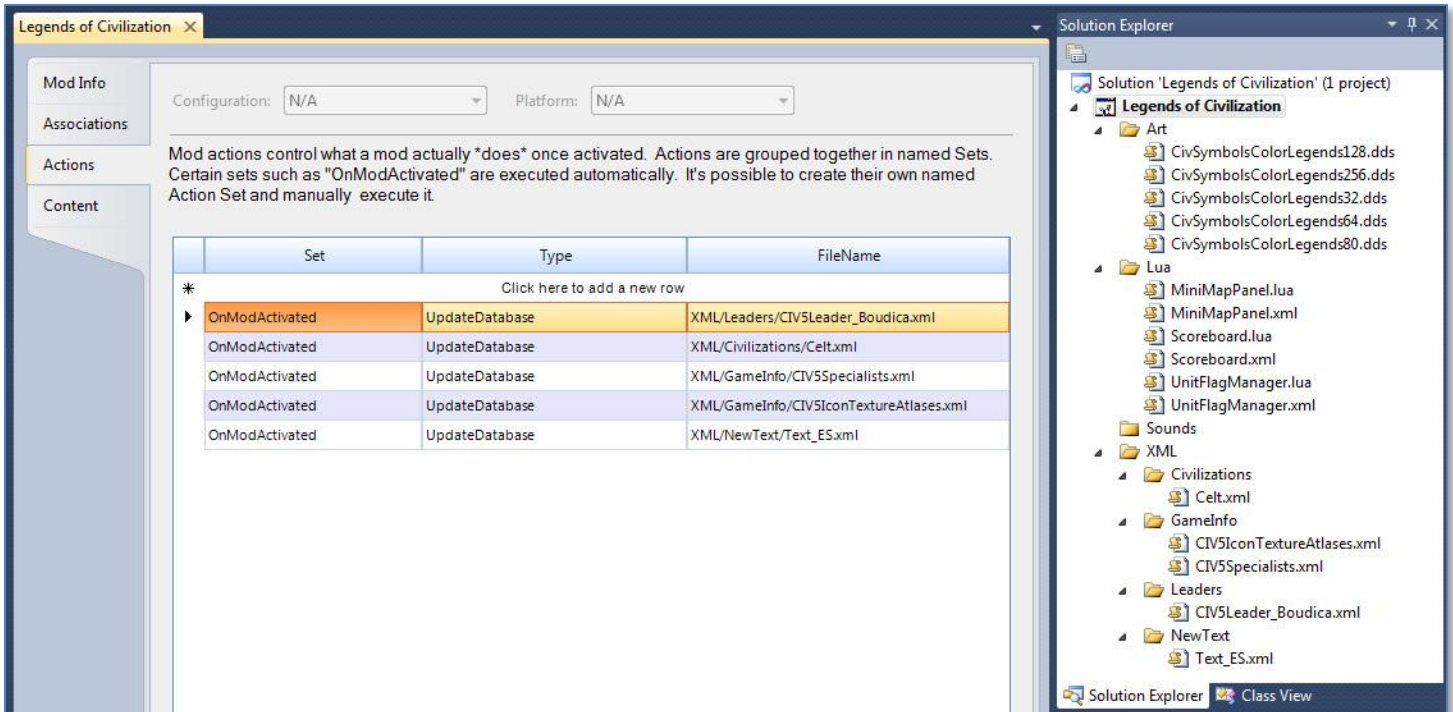 Legends of Civilization
Mod Info
Associations
Actions
Content
Configuration: N/A Platform: N/A
Mod actions control what a mod actually *does* once activated. Actions are grouped together in named Sets.
Certain sets such as "OnModActivated" are executed automatically. It's possible to create their own named
Action Set and manually execute it.
Set Type FileName
Click here to add a new row
OnModActivated UpdateDatabase XML/Leaders/CIV5Leader_Boudica.xml
OnModActivated UpdateDatabase XML/Civilizations/Celt.xml
OnModActivated UpdateDatabase XML/GameInfo/CIV5Specialists.xml
OnModActivated UpdateDatabase XML/GameInfo/CIV5IconTextureAtlases.xml
OnModActivated UpdateDatabase XML/NewText/Text_ES.xml
Solution Explorer
Solution 'Legends of Civilization' (1 project)
Legends of Civilization
Art
CivSymbolsColorLegends128.dds
CivSymbolsColorLegends256.dds
CivSymbolsColorLegends32.dds
CivSymbolsColorLegends64.dds
CivSymbolsColorLegends80.dds
Lua
MiniMapPanel.lua
MiniMapPanel.xml
Scoreboard.lua
Scoreboard.xml
UnitFlagManager.lua
UnitFlagManager.xml
Sounds
XML
Civilizations
Celt.xml
GameInfo
CIV5IconTextureAtlases.xml
CIV5Specialists.xml
Leaders
CIV5Leader_Boudica.xml
NewText
Text_ES.xml
Solution Explorer Class View